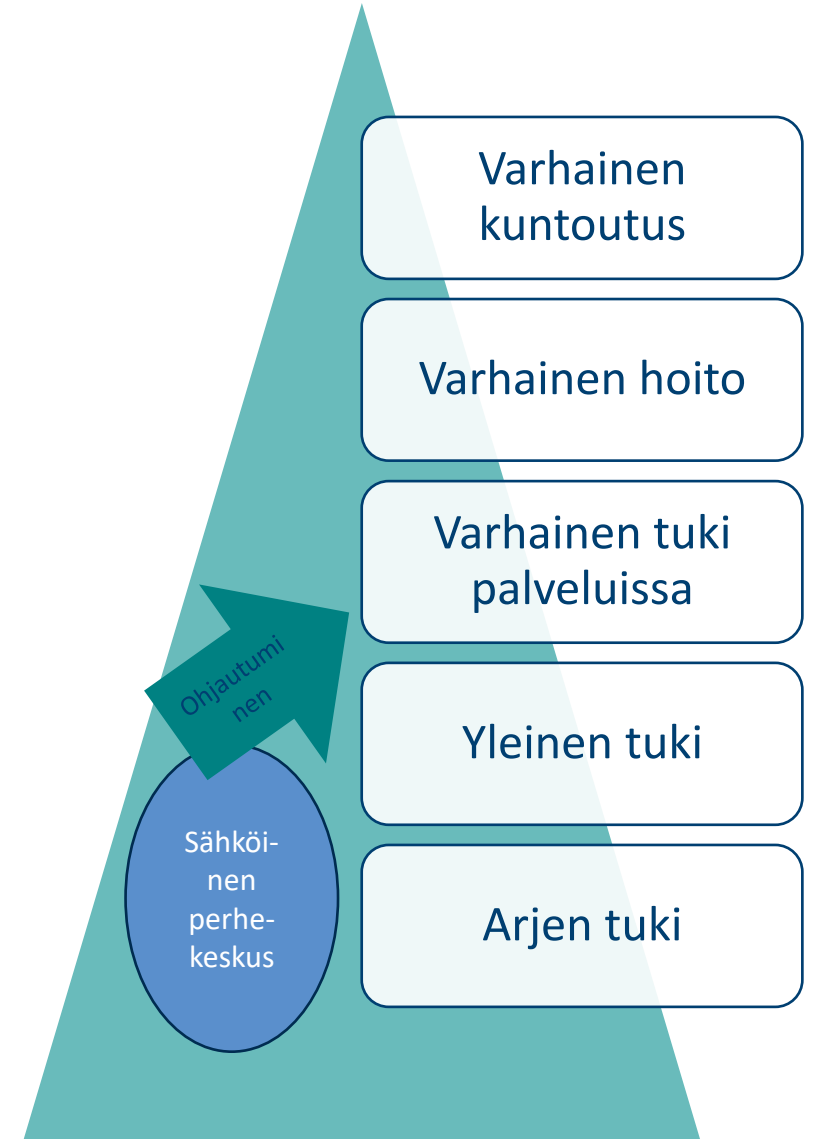 Varhainen
kuntoutus
Varhainen hoito
Varhainen tuki
palveluissa
Ohjautumi
nen
Yleinen tuki
Sähköi-
nen
perhe-
keskus
Arjen tuki